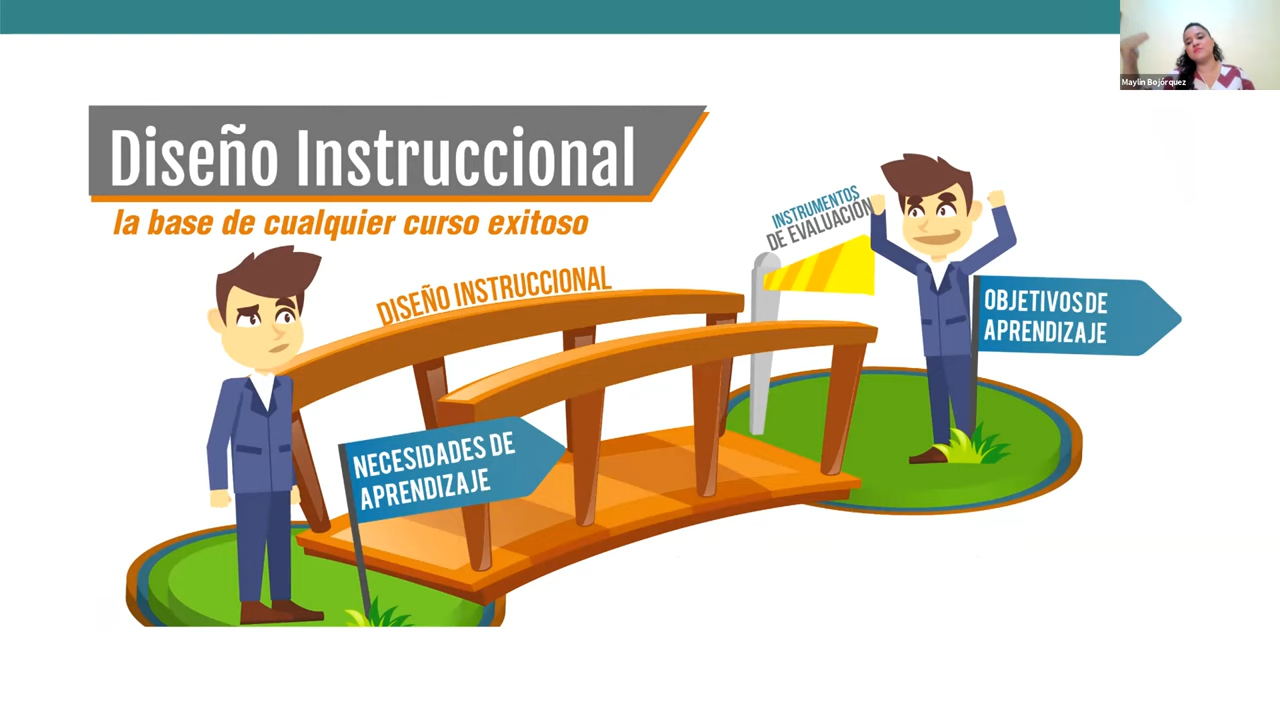 Maylin Bojórquez
Diseño Instruccional
la base de cualquier curso exitoso
DISEÑO INSTRUCCIONAL
INSTRUMENTOS
DE EVALUACIÓN
OBJETIVOS DE
APRENDIZAJE
NECESIDADES DE
APRENDIZAJE